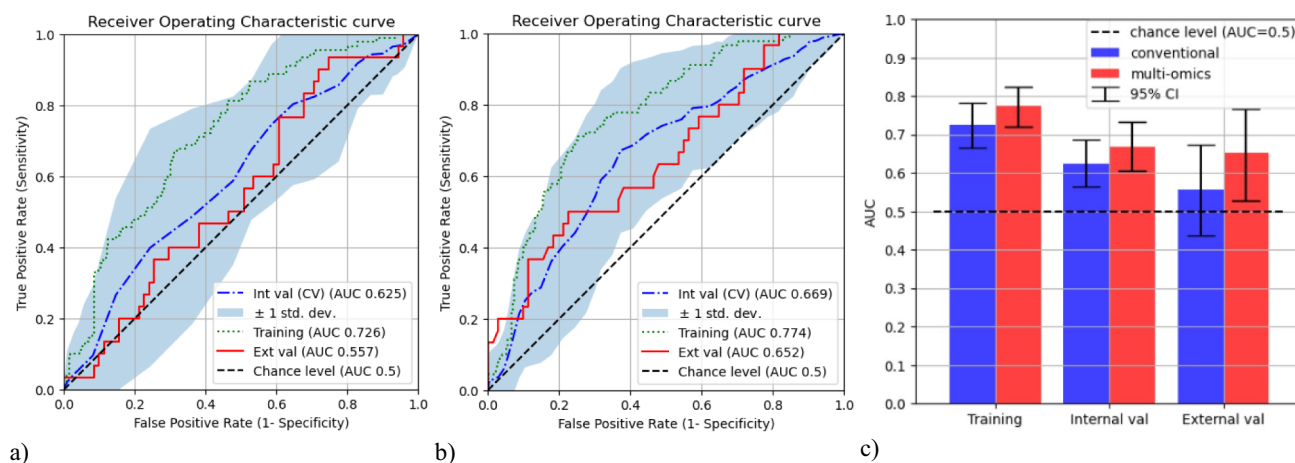 Receiver Operating Characteristic curve
True Positive Rate (Sensitivity)
1.0
0.8
0.6
0.4
0.2
0.0
Int val (CV) (AUC 0.625)
± 1 std. dev.
Training (AUC 0.726)
Ext val (AUC 0.557)
Chance level (AUC 0.5)
0.0 0.2 0.4 0.6 0.8 1.0
False Positive Rate (1- Specificity)
a)
Receiver Operating Characteristic curve
True Positive Rate (Sensitivity)
1.0
0.8
0.6
0.4
0.2
0.0
Int val (CV) (AUC 0.669)
± 1 std. dev.
Training (AUC 0.774)
Ext val (AUC 0.652)
Chance level (AUC 0.5)
0.0 0.2 0.4 0.6 0.8 1.0
False Positive Rate (1- Specificity)
b)
AUC
1.0
0.9
0.8
0.7
0.6
0.5
0.4
0.3
0.2
0.1
0.0
chance level (AUC=0.5)
conventional
multi-omics
95% CI
Training Internal val External val
c)